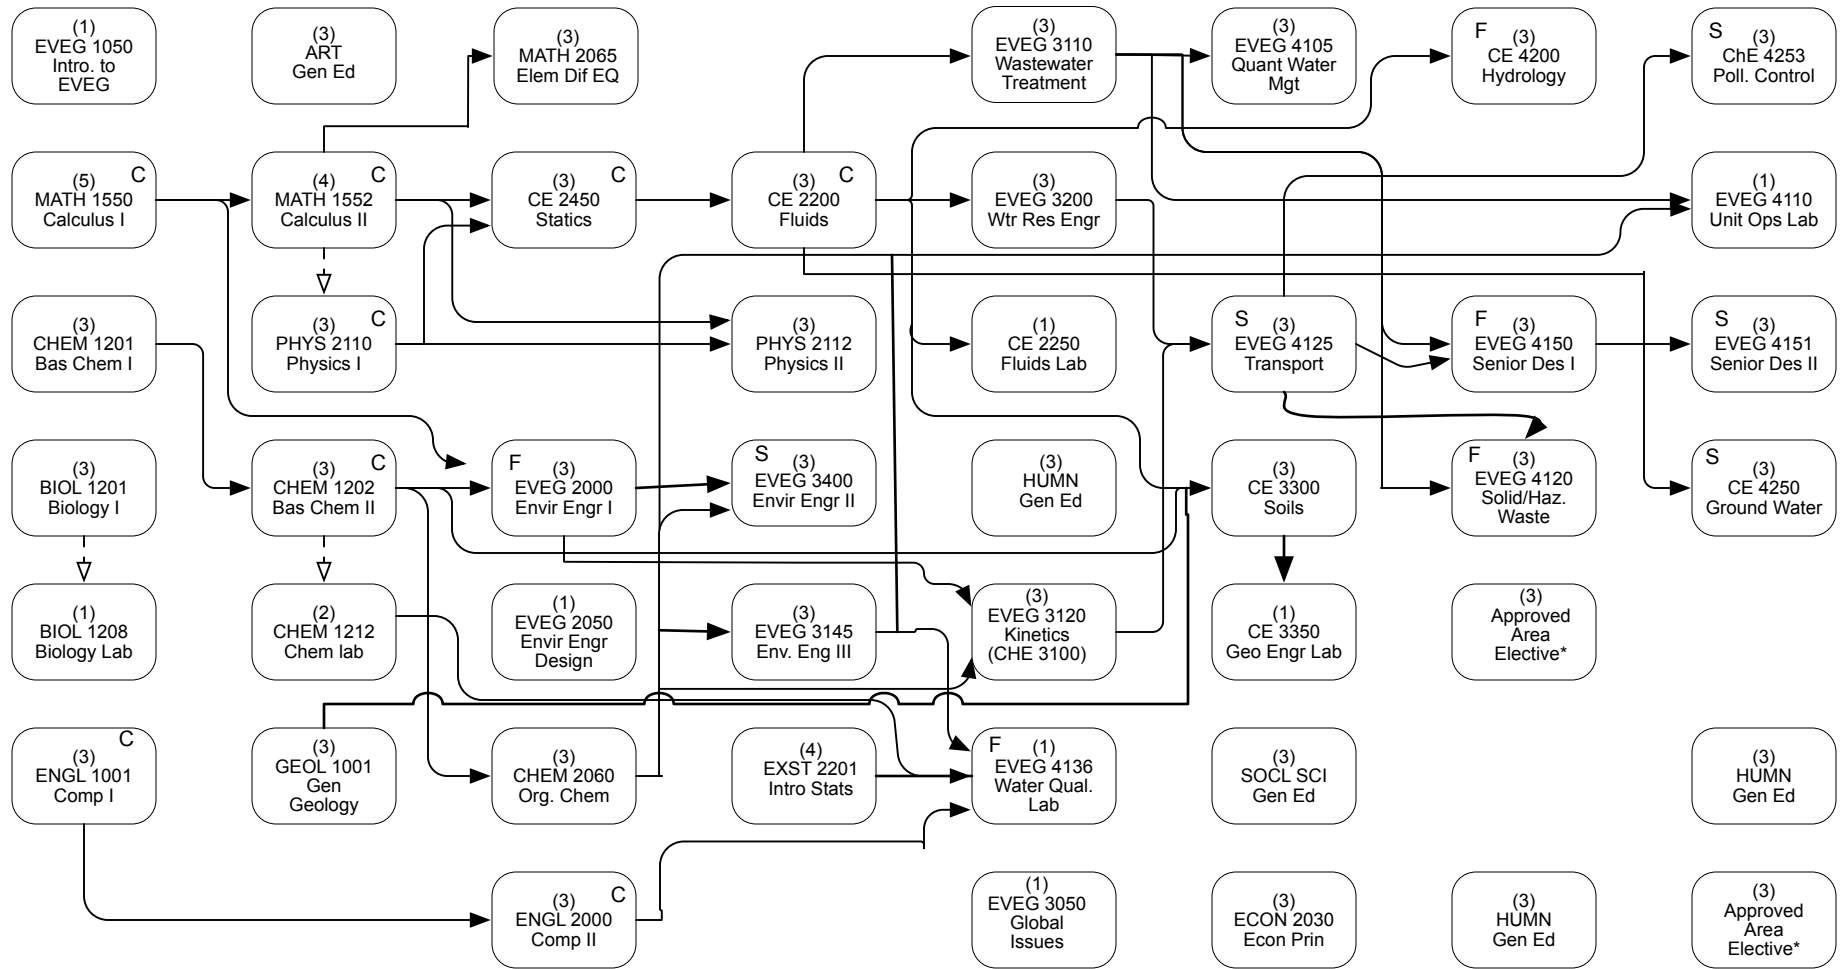 (1)
EVEG 1050
Intro. to
EVEG
(3)
ART
Gen Ed
(3)
MATH 2065
Elem Dif EQ
(3)
EVEG 3110
Wastewater
Treatment
(3)
EVEG 4105
Quant Water
Mgt
F (3)
CE 4200
Hydrology
S (3)
ChE 4253
Poll. Control
(5)
MATH 1550
Calculus I
C
(4)
MATH 1552
Calculus II
C
(3)
CE 2450
Statics
C
(3)
CE 2200
Fluids
C
(3)
EVEG 3200
Wtr Res Engr
(1)
EVEG 4110
Unit Ops Lab
(3)
CHEM 1201
Bas Chem I
(3)
PHYS 2110
Physics I
C
(3)
PHYS 2112
Physics II
(1)
CE 2250
Fluids Lab
S (3)
EVEG 4125
Transport
F (3)
EVEG 4150
Senior Des I
S (3)
EVEG 4151
Senior Des II
(3)
BIOL 1201
Biology I
(3)
CHEM 1202
Bas Chem II
C
F (3)
EVEG 2000
Envir Engr I
S (3)
EVEG 3400
Envir Engr II
(3)
HUMN
Gen Ed
(3)
CE 3300
Soils
F (3)
EVEG 4120
Solid/Haz.
Waste
S (3)
CE 4250
Ground Water
(1)
BIOL 1208
Biology Lab
(2)
CHEM 1212
Chem lab
(1)
EVEG 2050
Envir Engr
Design
(3)
EVEG 3145
Env. Eng III
(3)
EVEG 3120
Kinetics
(CHE 3100)
(1)
CE 3350
Geo Engr Lab
(3)
Approved
Area
Elective*
(3)
ENGL 1001
Comp I
C
(3)
GEOL 1001
Gen
Geology
(3)
CHEM 2060
Org. Chem
(4)
EXST 2201
Intro Stats
F (1)
EVEG 4136
Water Qual.
Lab
(3)
SOCL SCI
Gen Ed
(3)
HUMN
Gen Ed
(3)
ENGL 2000
Comp II
C
(1)
EVEG 3050
Global
Issues
(3)
ECON 2030
Econ Prin
(3)
HUMN
Gen Ed
(3)
Approved
Area
Elective*